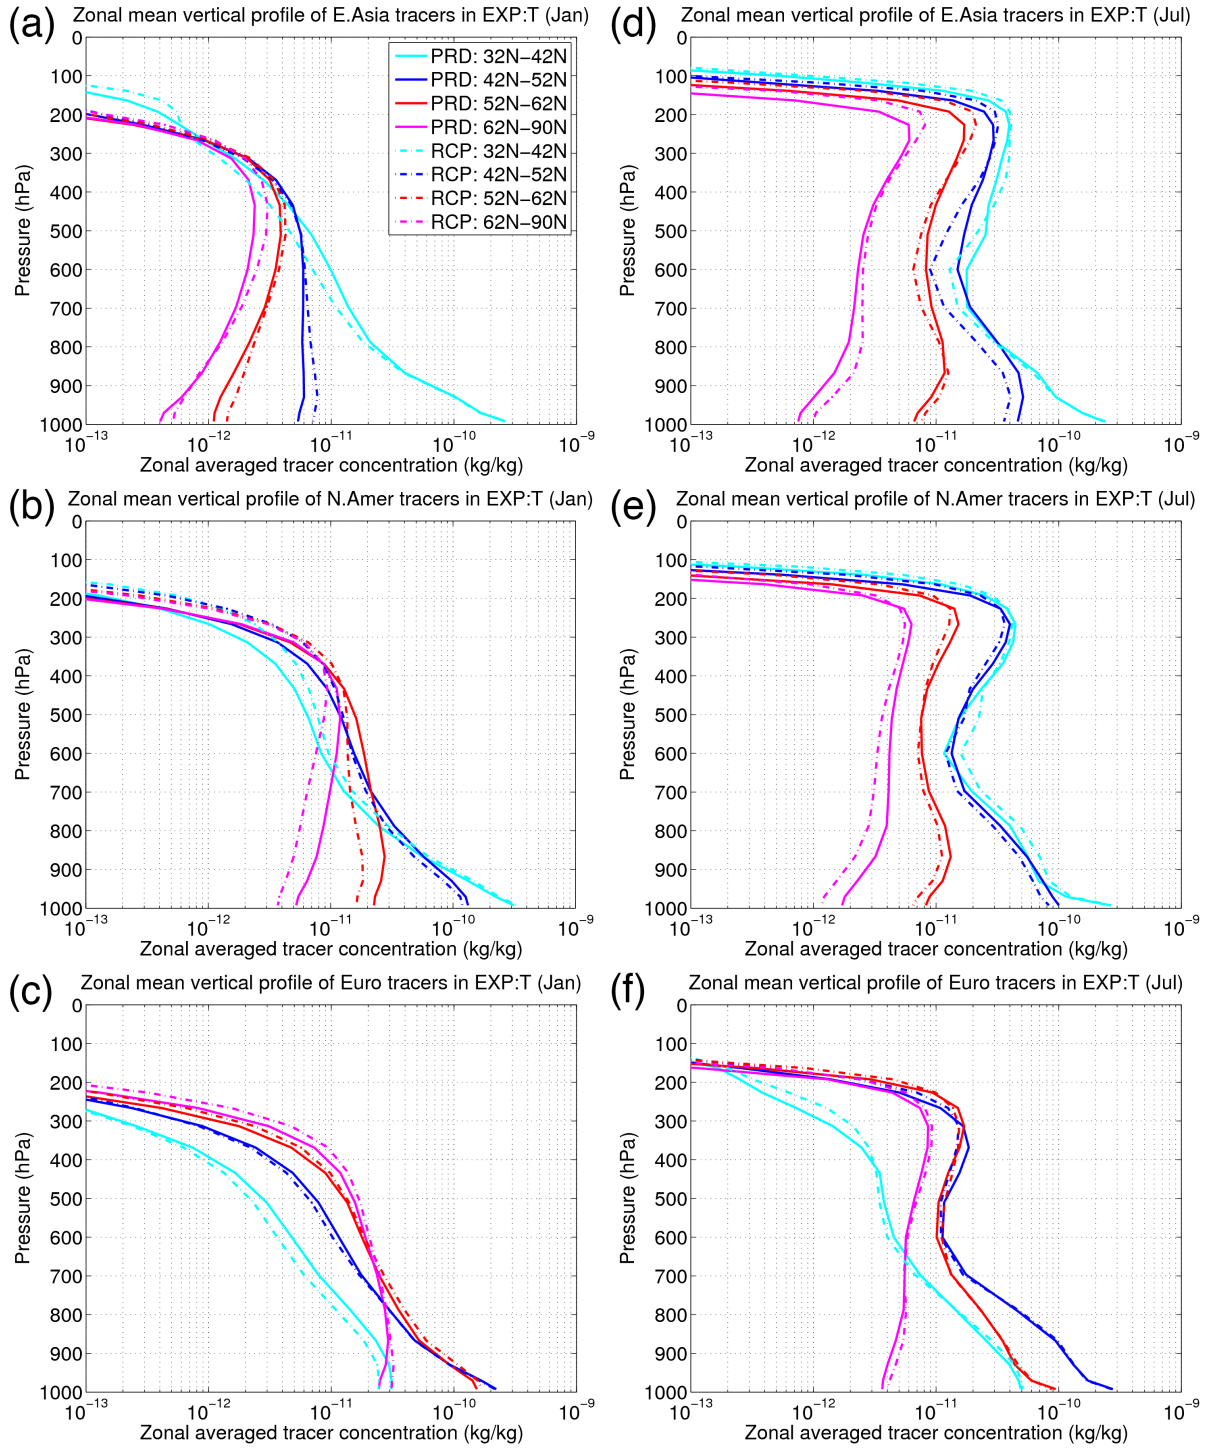 (a)
Zonal mean vertical profile of E.Asia tracers in EXP:T (Jan)
0
100
200
300
400
500
600
700
800
900
1000
Pressure (hPa)
PRD: 32N−42N
PRD: 42N−52N
PRD: 52N−62N
PRD: 62N−90N
RCP: 32N−42N
RCP: 42N−52N
RCP: 52N−62N
RCP: 62N−90N
10−13 10−12 10−11 10−10 10−9
Zonal averaged tracer concentration (kg/kg)
(d)
Zonal mean vertical profile of E.Asia tracers in EXP:T (Jul)
0
100
200
300
400
500
600
700
800
900
1000
Pressure (hPa)
10−13 10−12 10−11 10−10 10−9
Zonal averaged tracer concentration (kg/kg)
(b)
Zonal mean vertical profile of N.Amer tracers in EXP:T (Jan)
0
100
200
300
400
500
600
700
800
900
1000
Pressure (hPa)
10−13 10−12 10−11 10−10 10−9
Zonal averaged tracer concentration (kg/kg)
(e)
Zonal mean vertical profile of N.Amer tracers in EXP:T (Jul)
0
100
200
300
400
500
600
700
800
900
1000
Pressure (hPa)
10−13 10−12 10−11 10−10 10−9
Zonal averaged tracer concentration (kg/kg)
(c)
Zonal mean vertical profile of Euro tracers in EXP:T (Jan)
0
100
200
300
400
500
600
700
800
900
1000
Pressure (hPa)
10−13 10−12 10−11 10−10 10−9
Zonal averaged tracer concentration (kg/kg)
(f)
Zonal mean vertical profile of Euro tracers in EXP:T (Jul)
0
100
200
300
400
500
600
700
800
900
1000
Pressure (hPa)
10−13 10−12 10−11 10−10 10−9
Zonal averaged tracer concentration (kg/kg)